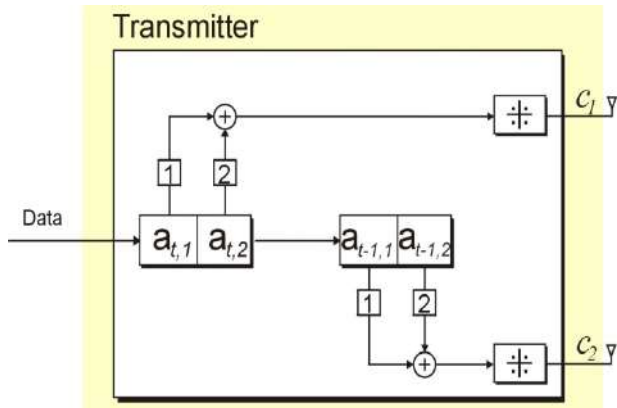 Transmitter
C1
1
2
Data
at,1 at,2 at-1,1 at-1,2
1
2
C2